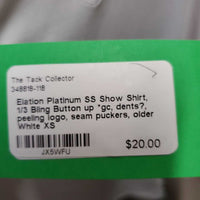 The Tack Collector
348818-118
Elation Platinum SS Show Shirt,
1/3 Bling Button up *gc, dents?,
peeling logo, seam puckers, older
White XS
$20.00
JX5WFU